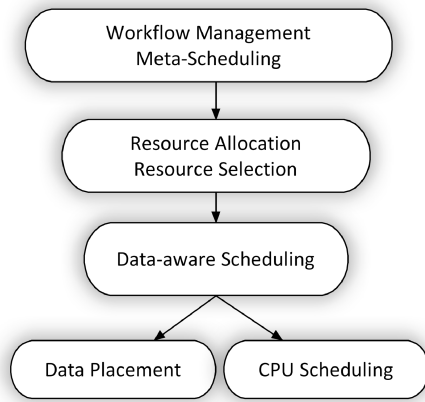 Workflow Management
Meta-Scheduling
Resource Allocation
Resource Selection
Data-aware Scheduling
Data Placement
CPU Scheduling